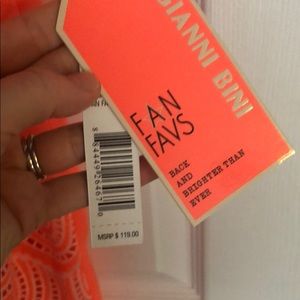 GIANNI BINI
FAN
FAVS
BACK
AND
BRIGHTER THAN
EVER
MSRP $ 119.00